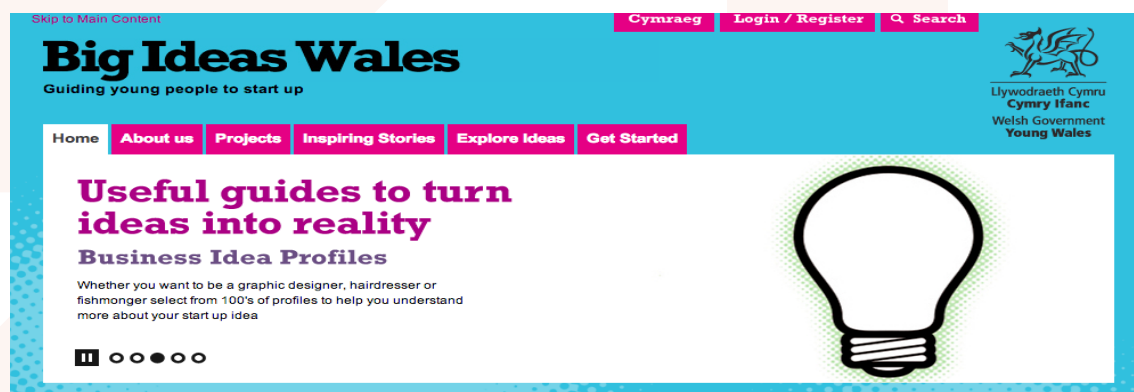 Skip to Main Content
Cymraeg
Login / Register
Search
Big Ideas Wales
Guiding young people to start up
Llywodraeth Cymru
Cymry Ifanc
Welsh Government
Young Wales
Home
About us
Projects
Inspiring Stories
Explore Ideas
Get Started
Useful guides to turn
ideas into reality
Business Idea Profiles
Whether you want to be a graphic
designer, hairdresser or
fishmonger select from 100's of profiles to help you understand
more about your start up idea